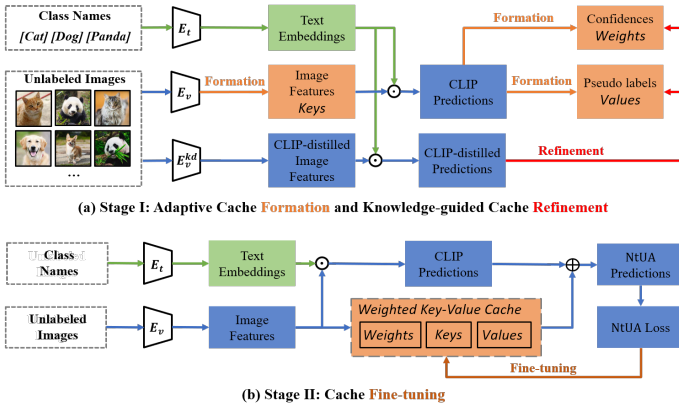 Class Names
[Cat] [Dog] [Panda]
E_t
Text
Embeddings
Confidences
Weights
Unlabeled Images
E_v
Formation
Image
Features
Keys
CLIP
Predictions
Formation
Formation
Pseudo labels
Values
...
E_v^kd
CLIP-distilled
Image
Features
CLIP-distilled
Predictions
Refinement
(a) Stage I: Adaptive Cache Formation and Knowledge-guided Cache Refinement
Class
Names
E_t
Text
Embeddings
CLIP
Predictions
NtUA
Predictions
Unlabeled
Images
E_v
Image
Features
Weighted Key-Value Cache
Weights
Keys
Values
NtUA Loss
Fine-tuning
(b) Stage II: Cache Fine-tuning